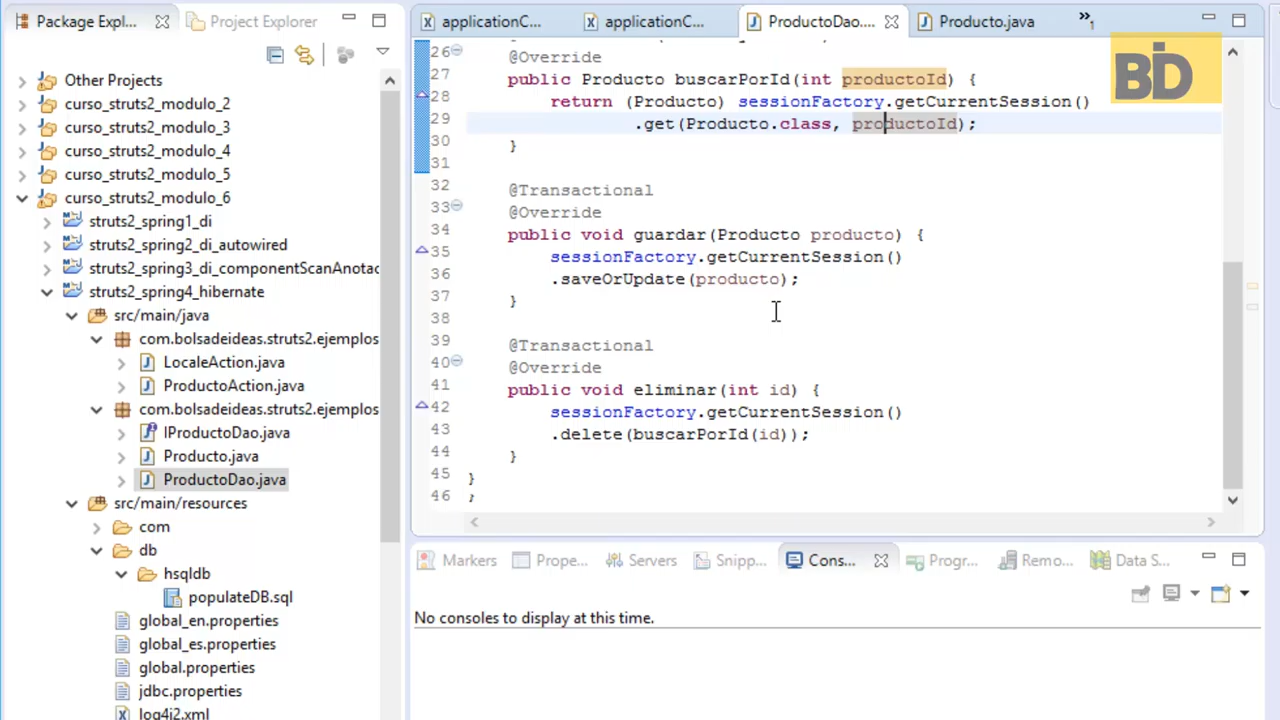 Package Expl...
Project Explorer
applicationC...
applicationC...
ProductoDao....
Producto.java
»1
BD
Other Projects
curso_struts2_modulo_2
curso_struts2_modulo_3
curso_struts2_modulo_4
curso_struts2_modulo_5
curso_struts2_modulo_6
struts2_spring1_di
struts2_spring2_di_autowired
struts2_spring3_di_componentScanAnotac
struts2_spring4_hibernate
src/main/java
com.bolsadeideas.struts2.ejemplos
LocaleAction.java
ProductoAction.java
com.bolsadeideas.struts2.ejemplos
IProductoDao.java
Producto.java
ProductoDao.java
src/main/resources
com
db
hsqldb
populateDB.sql
global_en.properties
global_es.properties
global.properties
jdbc.properties
log4j2.xml
26 @Override
27 public Producto buscarPorId(int productoId) {
28 return (Producto) sessionFactory.getCurrentSession()
29 .get(Producto.class, productoId);
30 }
31
32 @Transactional
33 @Override
34 public void guardar(Producto producto) {
35 sessionFactory.getCurrentSession()
36 .saveOrUpdate(producto);
37 }
38
39 @Transactional
40 @Override
41 public void eliminar(int id) {
42 sessionFactory.getCurrentSession()
43 .delete(buscarPorId(id));
44 }
45 }
46 ;
Markers
Prope...
Servers
Snipp...
Cons...
Progr...
Remo...
Data S...
No consoles to display at this time.